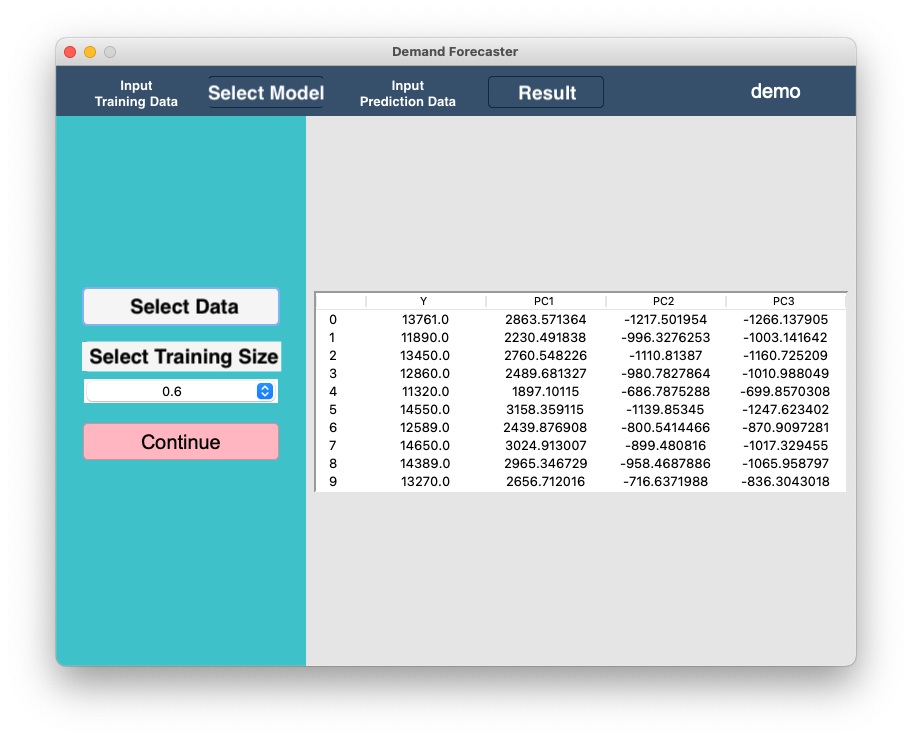 Demand Forecaster
Input
Training Data
Select Model
Input
Prediction Data
Result
demo
Select Data
Select Training Size
0.6
Continue
Y PC1 PC2 PC3
0 13761.0 2863.571364 -1217.501954 -1266.137905
1 11890.0 2230.491838 -996.3276253 -1003.141642
2 13450.0 2760.548226 -1110.81387 -1160.725209
3 12860.0 2489.681327 -980.7827864 -1010.988049
4 11320.0 1897.10115 -686.7875288 -699.8570308
5 14550.0 3158.359115 -1139.85345 -1247.623402
6 12589.0 2439.876908 -800.5414466 -870.9097281
7 14650.0 3024.913007 -899.480816 -1017.329455
8 14389.0 2965.346729 -958.4687886 -1065.958797
9 13270.0 2656.712016 -716.6371988 -836.3043018